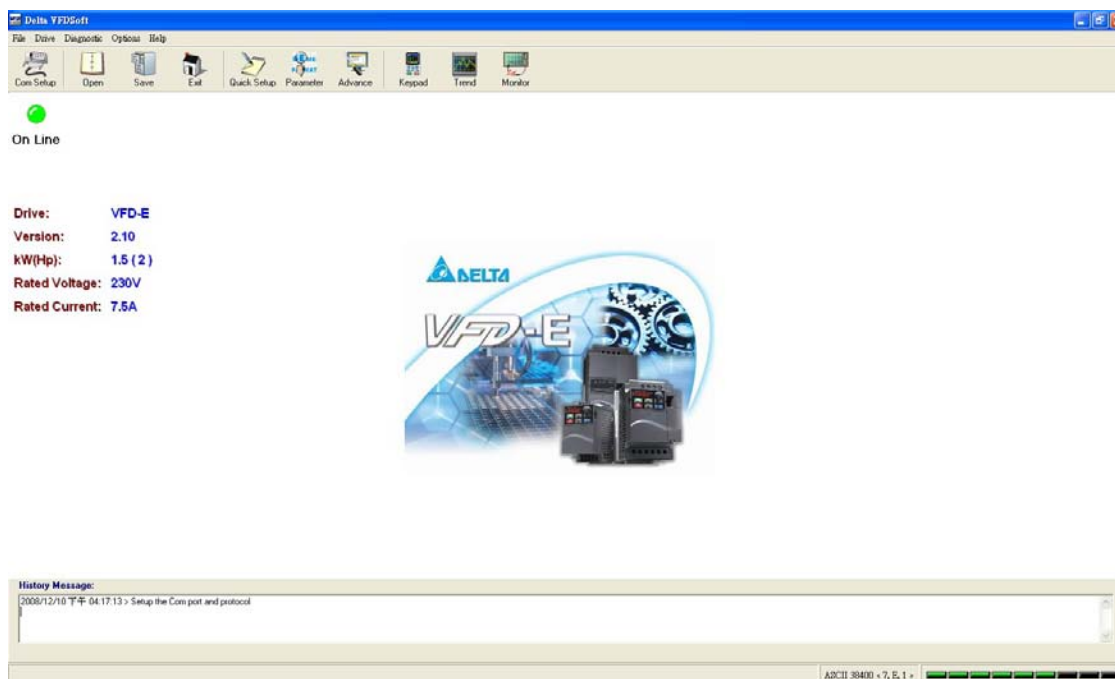 Delta VFDSoft
File Drive Diagnostic Options Help
Com Setup Open Save Exit Quick Setup Parameter Advance Keypad Trend Monitor
On Line
Drive: VFD-E
Version: 2.10
kW(Hp): 1.5 ( 2 )
Rated Voltage: 230V
Rated Current: 7.5A
DELTA
VFD-E
History Message:
2008/12/10 下午 04:17:13 > Setup the Com port and protocol
ASCII 38400 < 7, E, 1 >